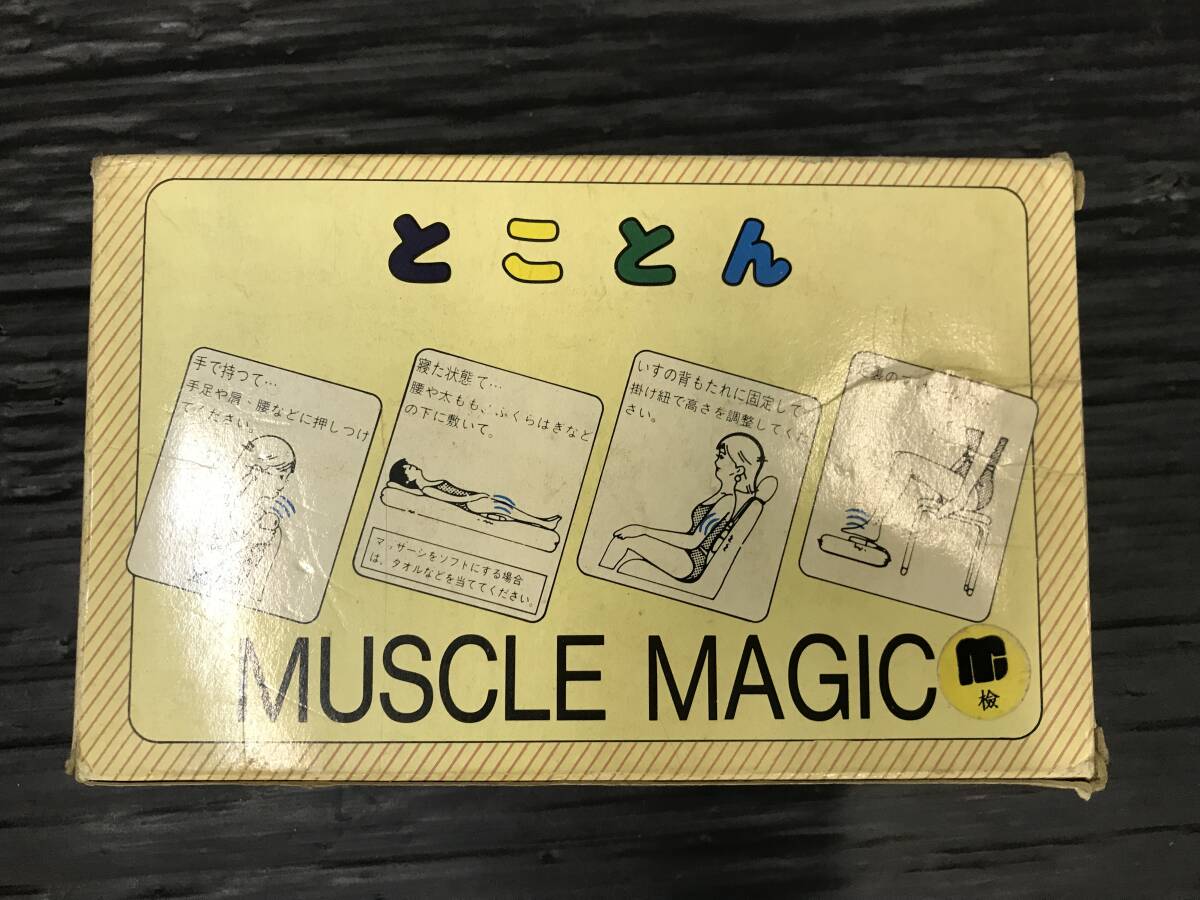 とことん
手で持つて…
手足や肩、腰などに押しつけ
てください。
寝た状態て…
腰や太もも、ふくらはぎなど
の下に敷いて。
マッサーシをソフトにする場合
は、タオルなどを当ててください。
いすの背もたれに固定して
掛け紐で高さを調整してくだ
さい。
MUSCLE MAGIC
検